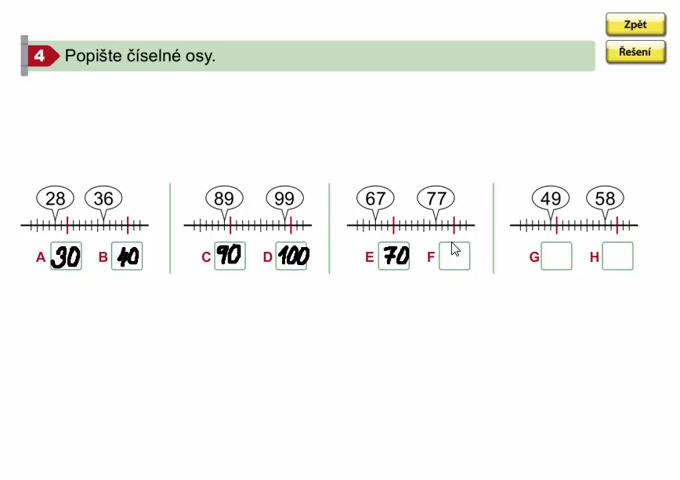 Zpět
4 Popište číselné osy.
Řešení
28 36 89 99 67 77 49 58
A 30 B 40 C 90 D 100 E 70 F G H